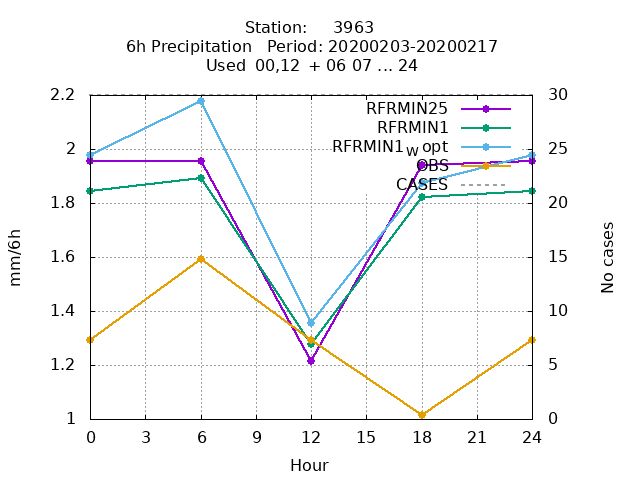 Station: 3963
6h Precipitation Period: 20200203-20200217
Used 00,12 + 06 07 ... 24
2.2
2
1.8
1.6
1.4
1.2
1
30
25
20
15
10
5
0
RFRMIN25
RFRMIN1
RFRMIN1w opt
OBS
CASES
mm/6h
No cases
0 3 6 9 12 15 18 21 24
Hour